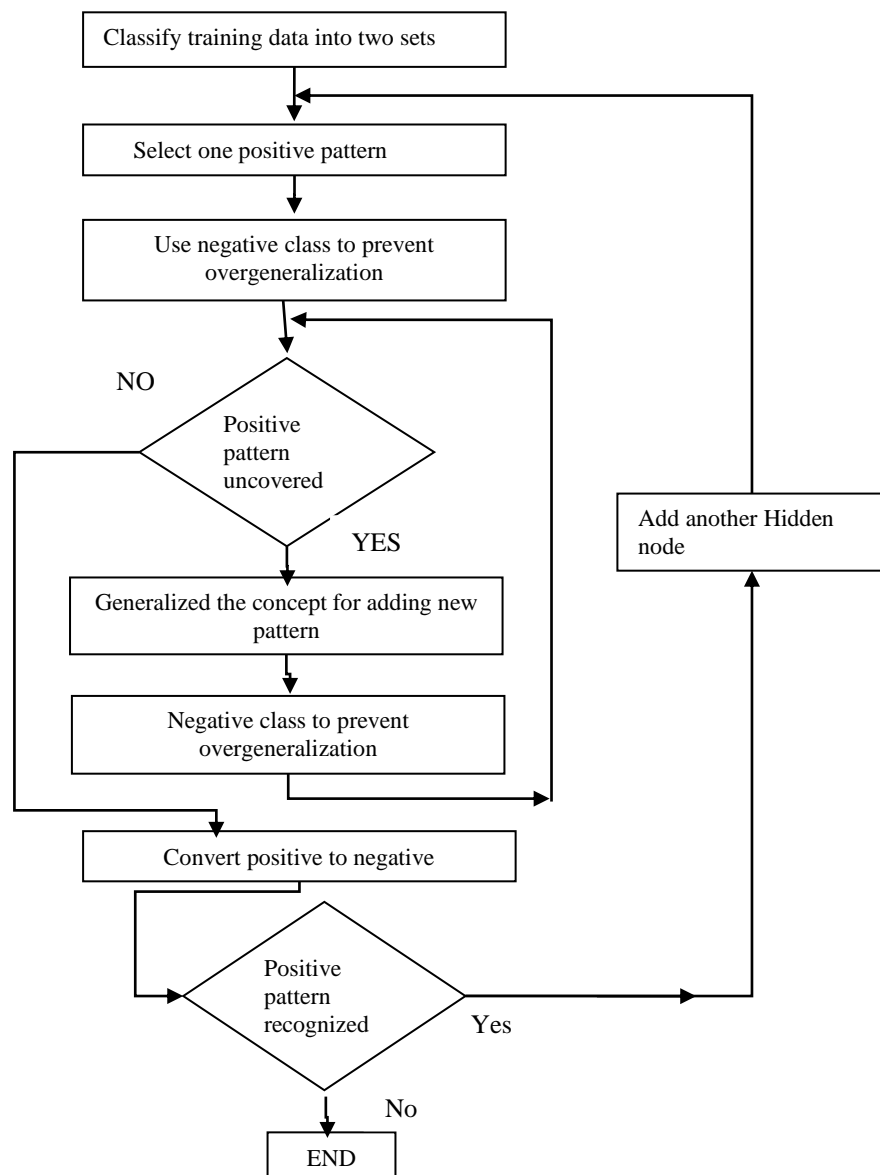 Classify training data into two sets
Select one positive pattern
Use negative class to prevent
overgeneralization
NO
Positive
pattern
uncovered
YES
Generalized the concept for adding new
pattern
Negative class to prevent
overgeneralization
Convert positive to negative
Positive
pattern
recognized
Yes
Add another Hidden
node
No
END